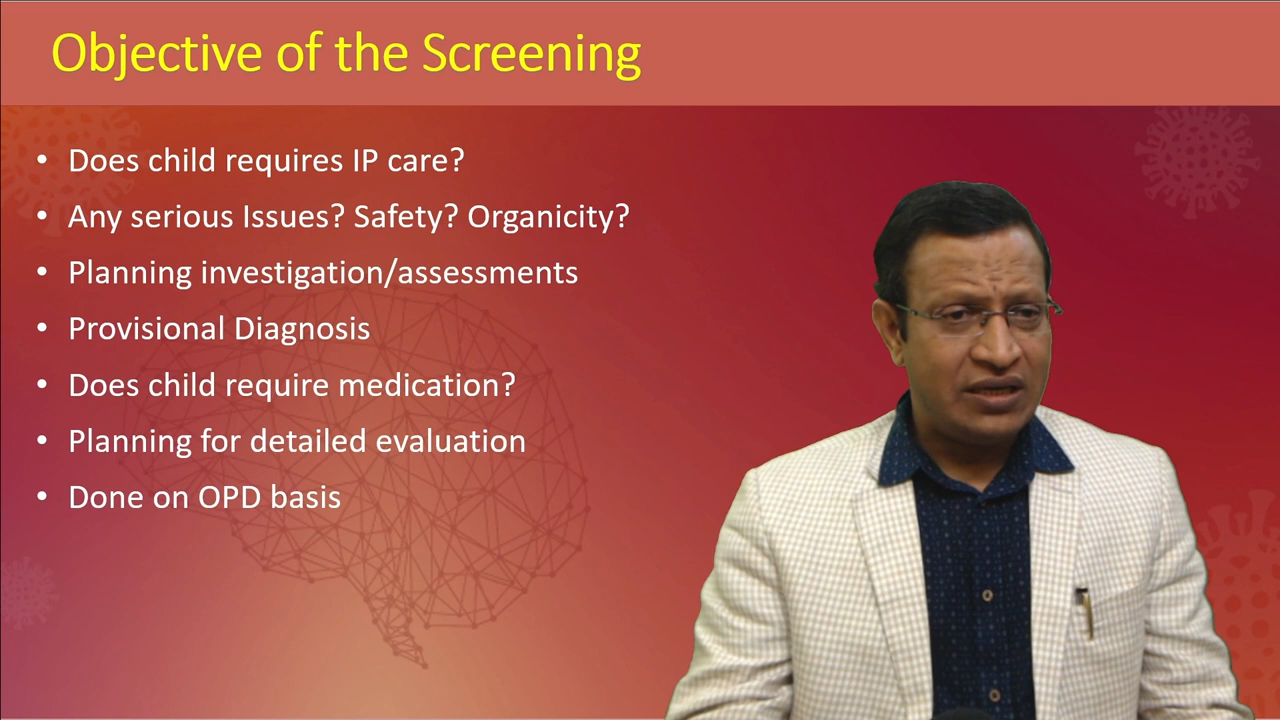 Objective of the Screening
• Does child requires IP care?
• Any serious Issues? Safety? Organicity?
• Planning investigation/assessments
• Provisional Diagnosis
• Does child require medication?
• Planning for detailed evaluation
• Done on OPD basis